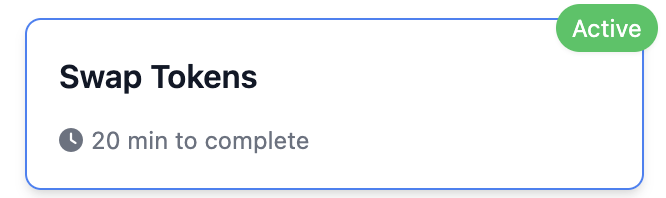 Active
Swap Tokens
20 min to complete